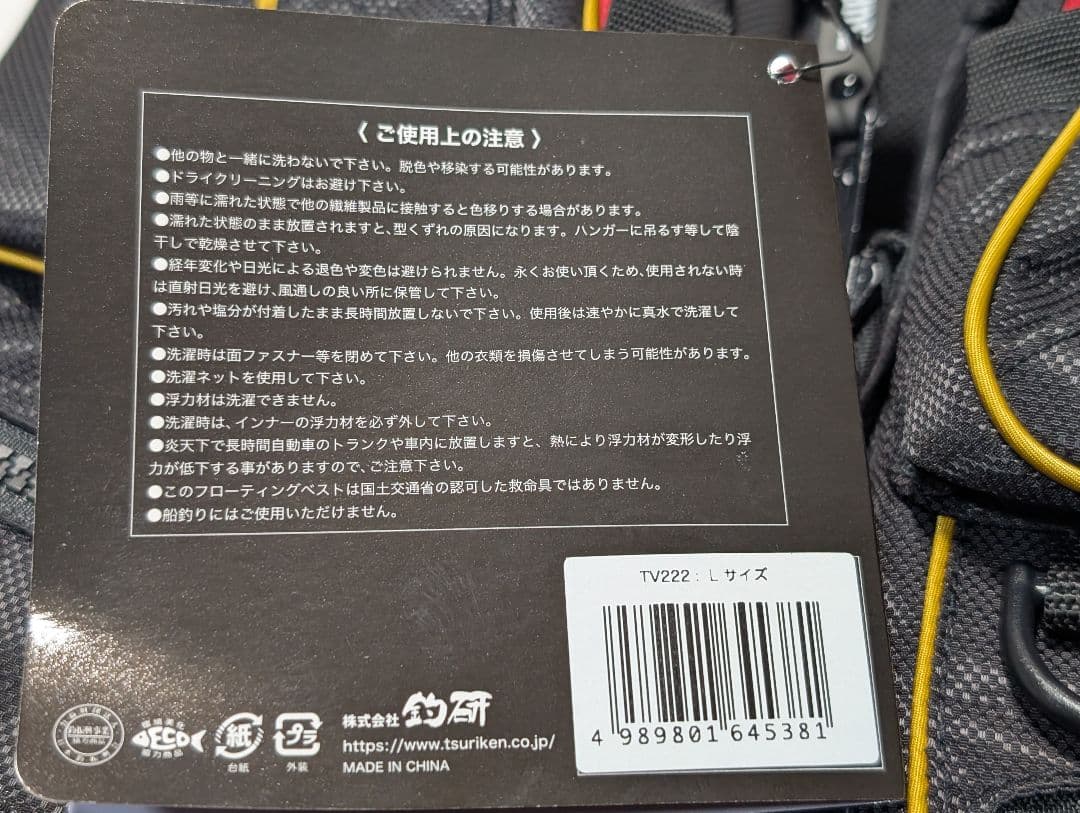 〈 ご使用上の注意 〉
●他の物と一緒に洗わないで下さい。脱色や移染する可能性があります。
●ドライクリーニングはお避け下さい。
●雨等に濡れた状態で他の繊維製品に接触すると色移りする場合があります。
●濡れた状態のまま放置されますと、型くずれの原因になります。ハンガーに吊るす等して陰
干しで乾燥させて下さい。
●経年変化や日光による退色や変色は避けられません。永くお使い頂くため、使用されない時
は直射日光を避け、風通しの良い所に保管して下さい。
●汚れや塩分が付着したまま長時間放置しないで下さい。使用後は速やかに真水で洗濯して
下さい。
●洗濯時は面ファスナー等を閉めて下さい。他の衣類を損傷させてしまう可能性があります。
●洗濯ネットを使用して下さい。
●浮力材は洗濯できません。
●洗濯時は、インナーの浮力材を必ず外して下さい。
●炎天下で長時間自動車のトランクや車内に放置しますと、熱により浮力材が変形したり浮
力が低下する事がありますので、ご注意下さい。
●このフローティングベストは国土交通省の認可した救命具ではありません。
●船釣りにはご使用いただけません。
TV222 : L サイズ
4 989801 645381
環境美化
ECO
協力商品
紙
台紙
プラ
外装
株式会社 釣研
https://www.tsuriken.co.jp/
MADE IN CHINA